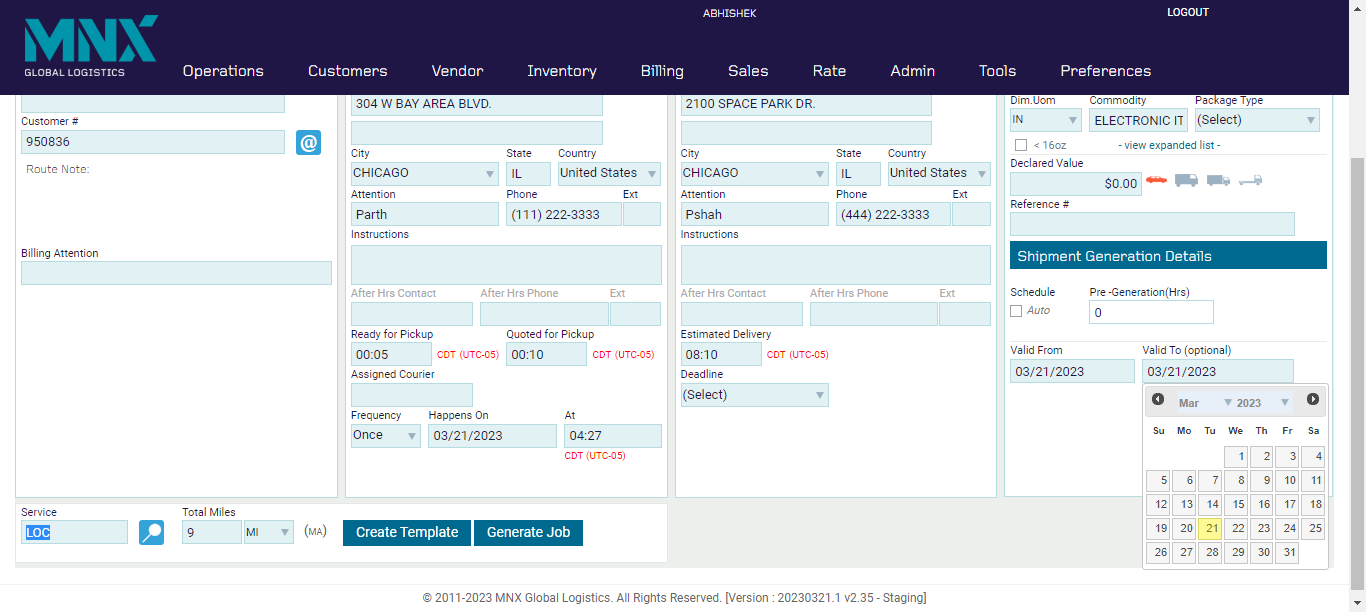 ABHISHEK
LOGOUT
MNX
GLOBAL LOGISTICS
Operations
Customers
Vendor
Inventory
Billing
Sales
Rate
Admin
Tools
Preferences
Customer #
950836
@
Route Note:
Billing Attention
304 W BAY AREA BLVD.
City State Country
CHICAGO IL United States
Attention Phone Ext
Parth (111) 222-3333
Instructions
After Hrs Contact After Hrs Phone Ext
Ready for Pickup Quoted for Pickup
00:05 CDT (UTC-05) 00:10 CDT (UTC-05)
Assigned Courier
Frequency Happens On At
Once 03/21/2023 04:27
CDT (UTC-05)
2100 SPACE PARK DR.
City State Country
CHICAGO IL United States
Attention Phone Ext
Pshah (444) 222-3333
Instructions
After Hrs Contact After Hrs Phone Ext
Estimated Delivery
08:10 CDT (UTC-05)
Deadline
(Select)
Dim.Uom Commodity Package Type
IN ELECTRONIC IT (Select)
< 16oz - view expanded list -
Declared Value
$0.00
Reference #
Shipment Generation Details
Schedule Pre -Generation(Hrs)
Auto 0
Valid From Valid To (optional)
03/21/2023 03/21/2023
Mar 2023
Su Mo Tu We Th Fr Sa
1 2 3 4
5 6 7 8 9 10 11
12 13 14 15 16 17 18
19 20 21 22 23 24 25
26 27 28 29 30 31
Service Total Miles
LOC 9 MI (MA) Create Template Generate Job
© 2011-2023 MNX Global Logistics. All Rights Reserved. [Version : 20230321.1 v2.35 - Staging]